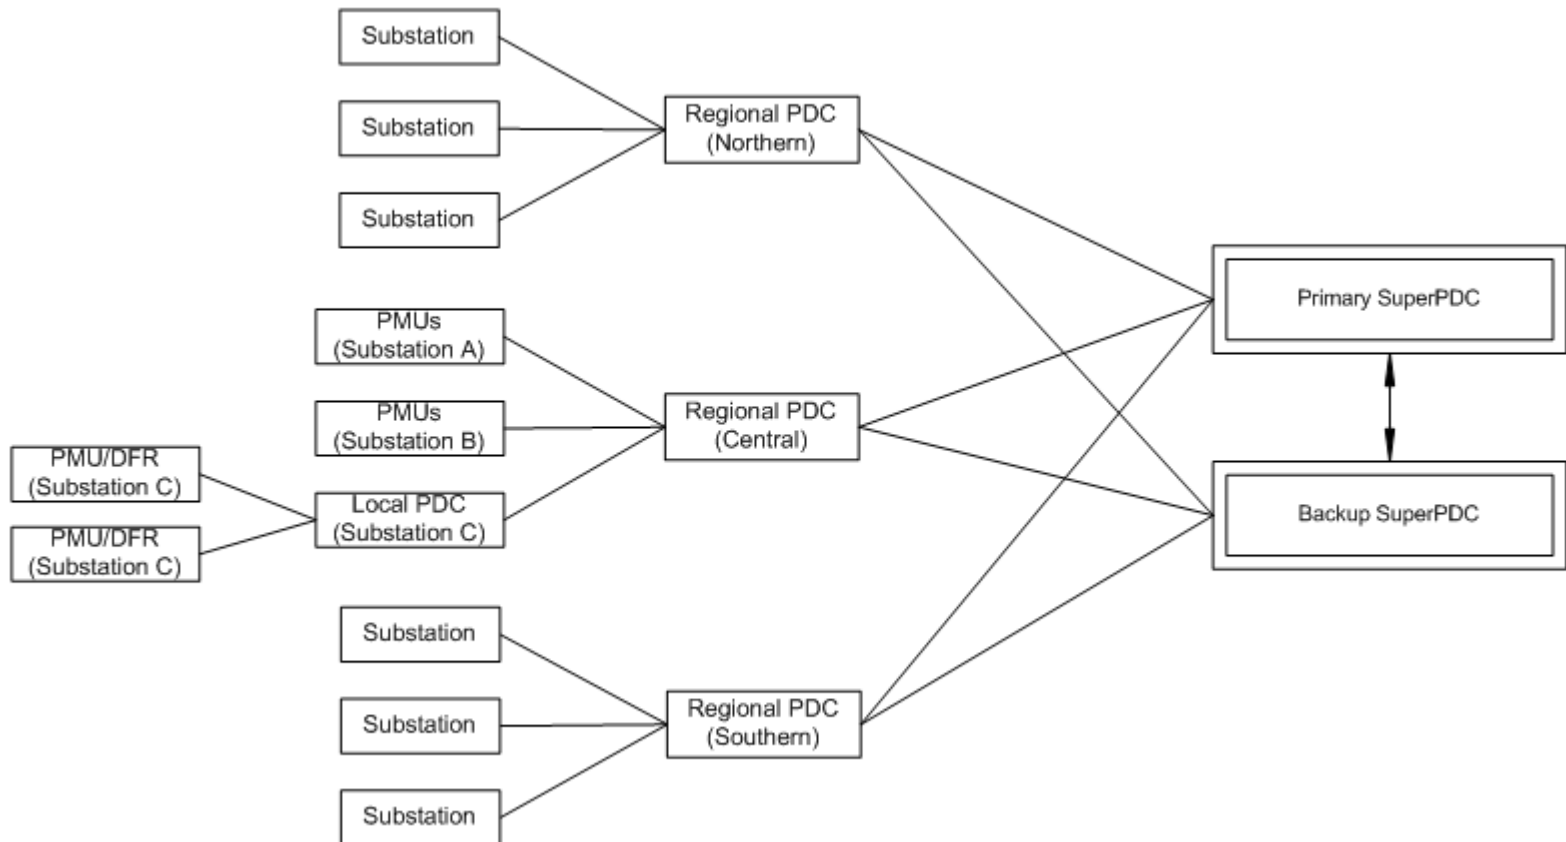 Substation
Substation
Substation
Regional PDC
(Northern)
PMUs
(Substation A)
PMUs
(Substation B)
PMU/DFR
(Substation C)
PMU/DFR
(Substation C)
Local PDC
(Substation C)
Regional PDC
(Central)
Substation
Substation
Substation
Regional PDC
(Southern)
Primary SuperPDC
Backup SuperPDC